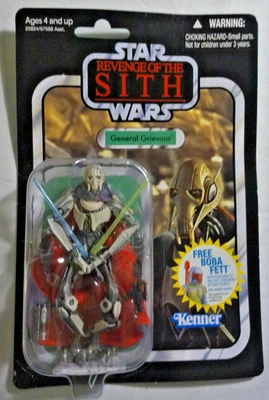 Ages 4 and up
WARNING:
CHOKING HAZARD-Small parts.
Not for children under 3 years.
STAR
REVENGE OF THE
SITH
WARS
General Grievous
FREE
BOBA
FETT
Kenner